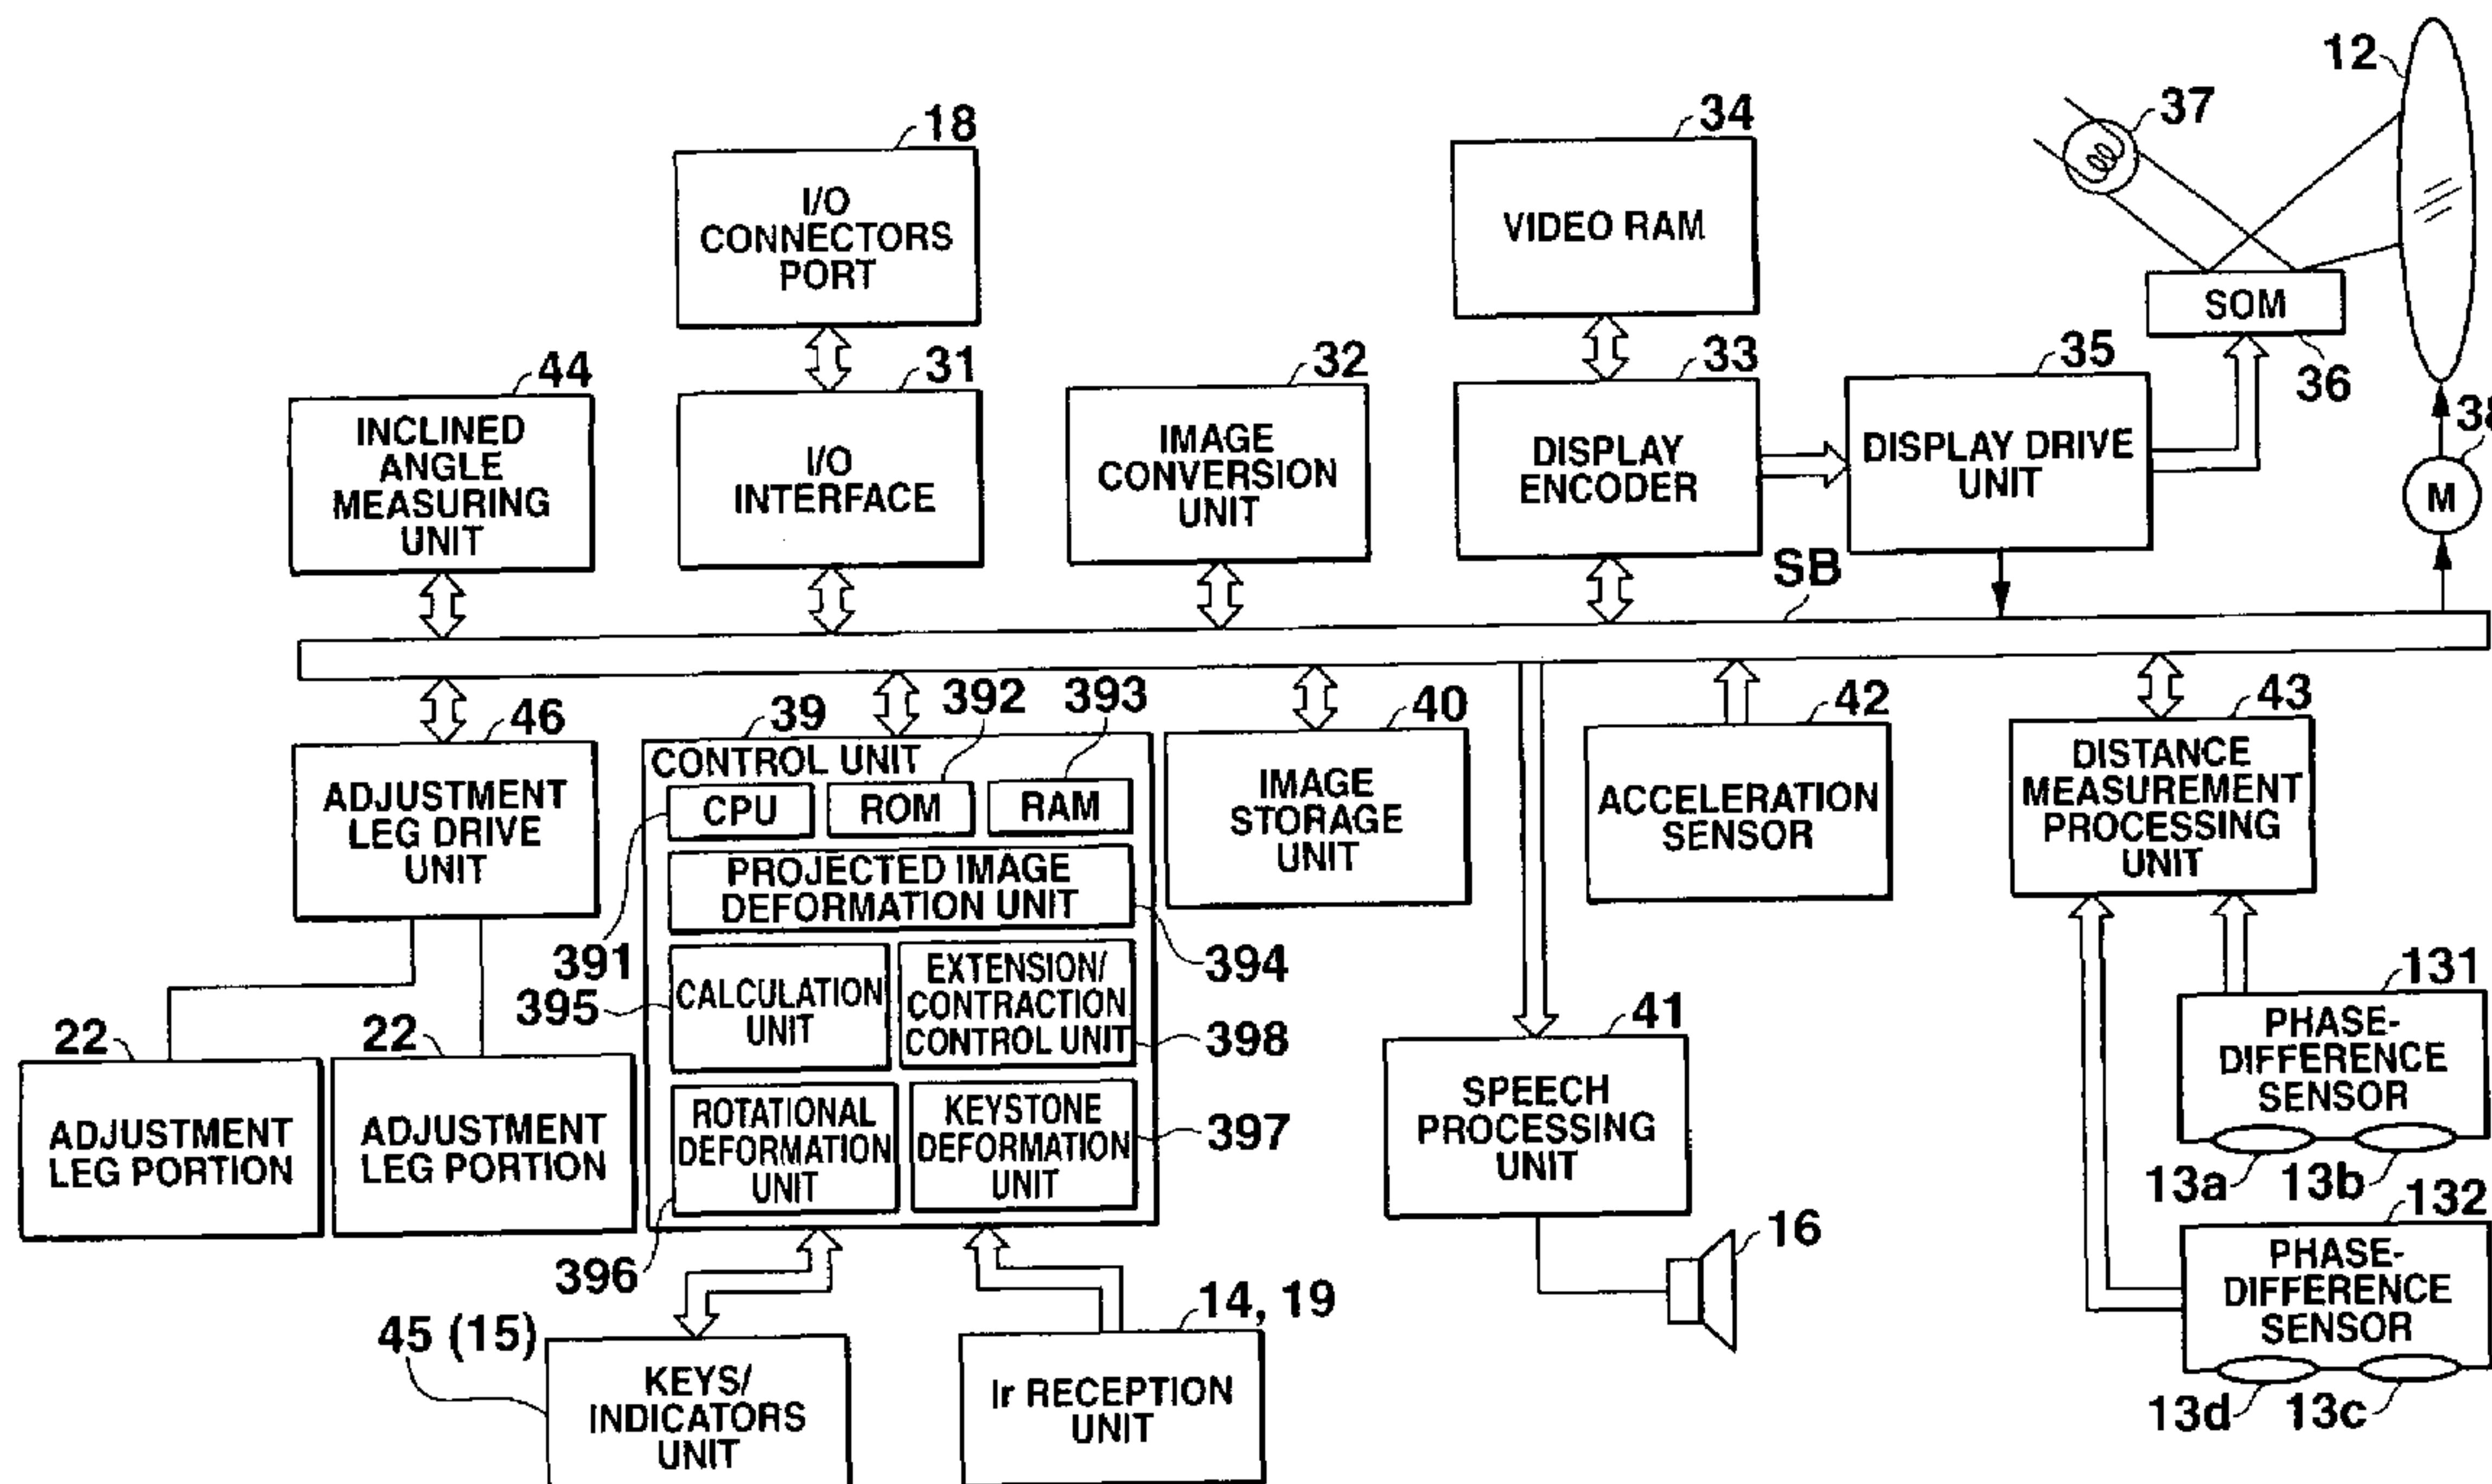 12
37
18
34
I/O
CONNECTORS
PORT
VIDEO RAM
SOM
36
44
31
32
33
35
38
INCLINED
ANGLE
MEASURING
UNIT
I/O
INTERFACE
IMAGE
CONVERSION
UNIT
DISPLAY
ENCODER
DISPLAY DRIVE
UNIT
M
SB
46
39
392
393
40
42
43
ADJUSTMENT
LEG DRIVE
UNIT
CONTROL UNIT
CPU
ROM
RAM
391
PROJECTED IMAGE
DEFORMATION UNIT
394
CALCULATION
UNIT
395
EXTENSION/
CONTRACTION
CONTROL UNIT
398
ROTATIONAL
DEFORMATION
UNIT
396
KEYSTONE
DEFORMATION
UNIT
397
IMAGE
STORAGE
UNIT
ACCELERATION
SENSOR
DISTANCE
MEASUREMENT
PROCESSING
UNIT
22
22
ADJUSTMENT
LEG PORTION
ADJUSTMENT
LEG PORTION
41
SPEECH
PROCESSING
UNIT
16
131
PHASE-
DIFFERENCE
SENSOR
13a
13b
132
PHASE-
DIFFERENCE
SENSOR
13d
13c
45 (15)
KEYS/
INDICATORS
UNIT
14, 19
Ir RECEPTION
UNIT